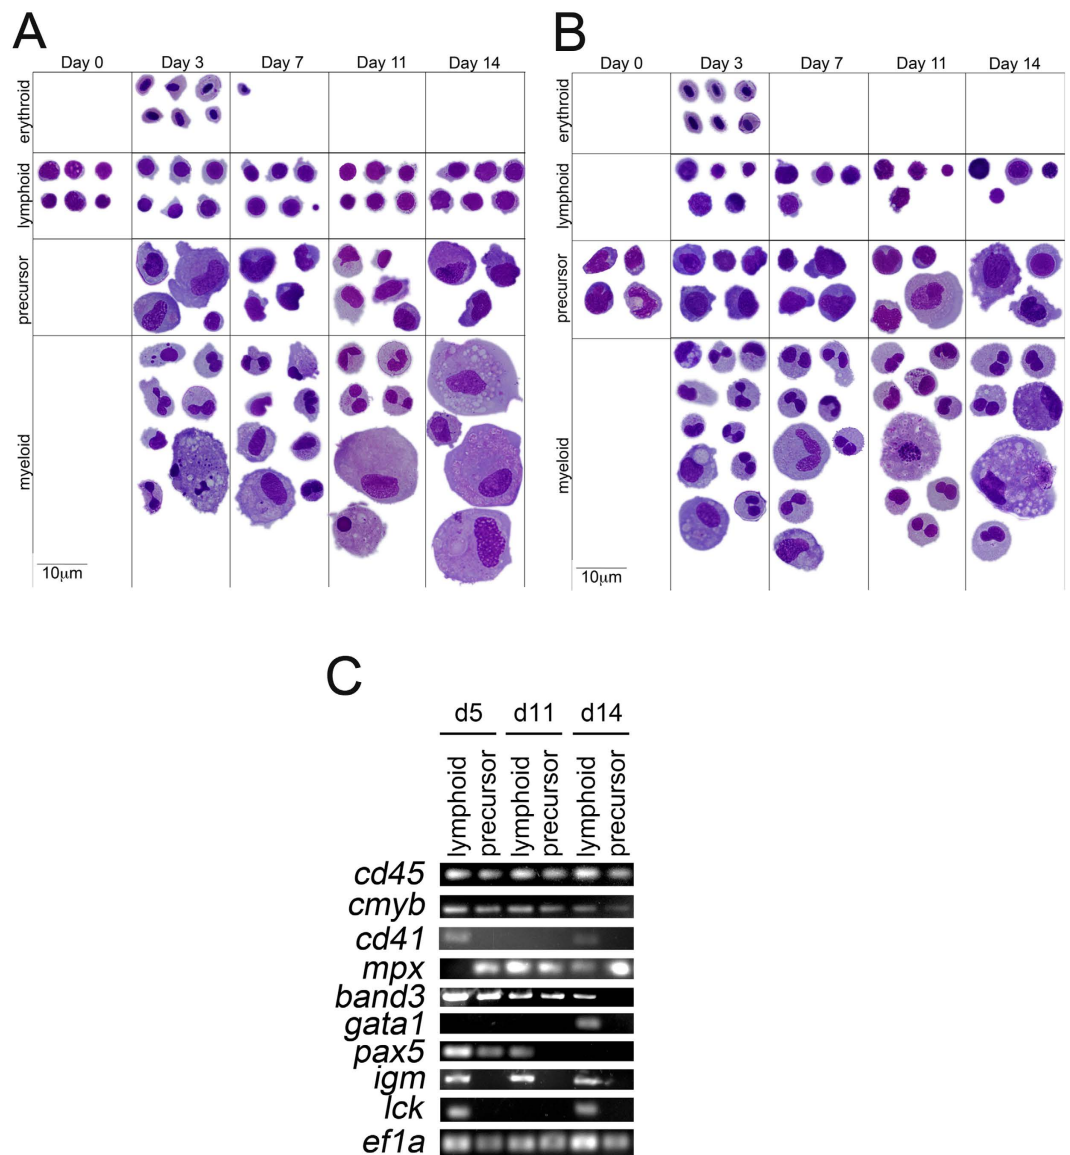 A
Day 0 Day 3 Day 7 Day 11 Day 14
erythroid
lymphoid
precursor
myeloid
10μm
B
Day 0 Day 3 Day 7 Day 11 Day 14
erythroid
lymphoid
precursor
myeloid
10μm
C
d5 d11 d14
lymphoid precursor lymphoid precursor lymphoid precursor
cd45
cmyb
cd41
mpx
band3
gata1
pax5
igm
lck
ef1a